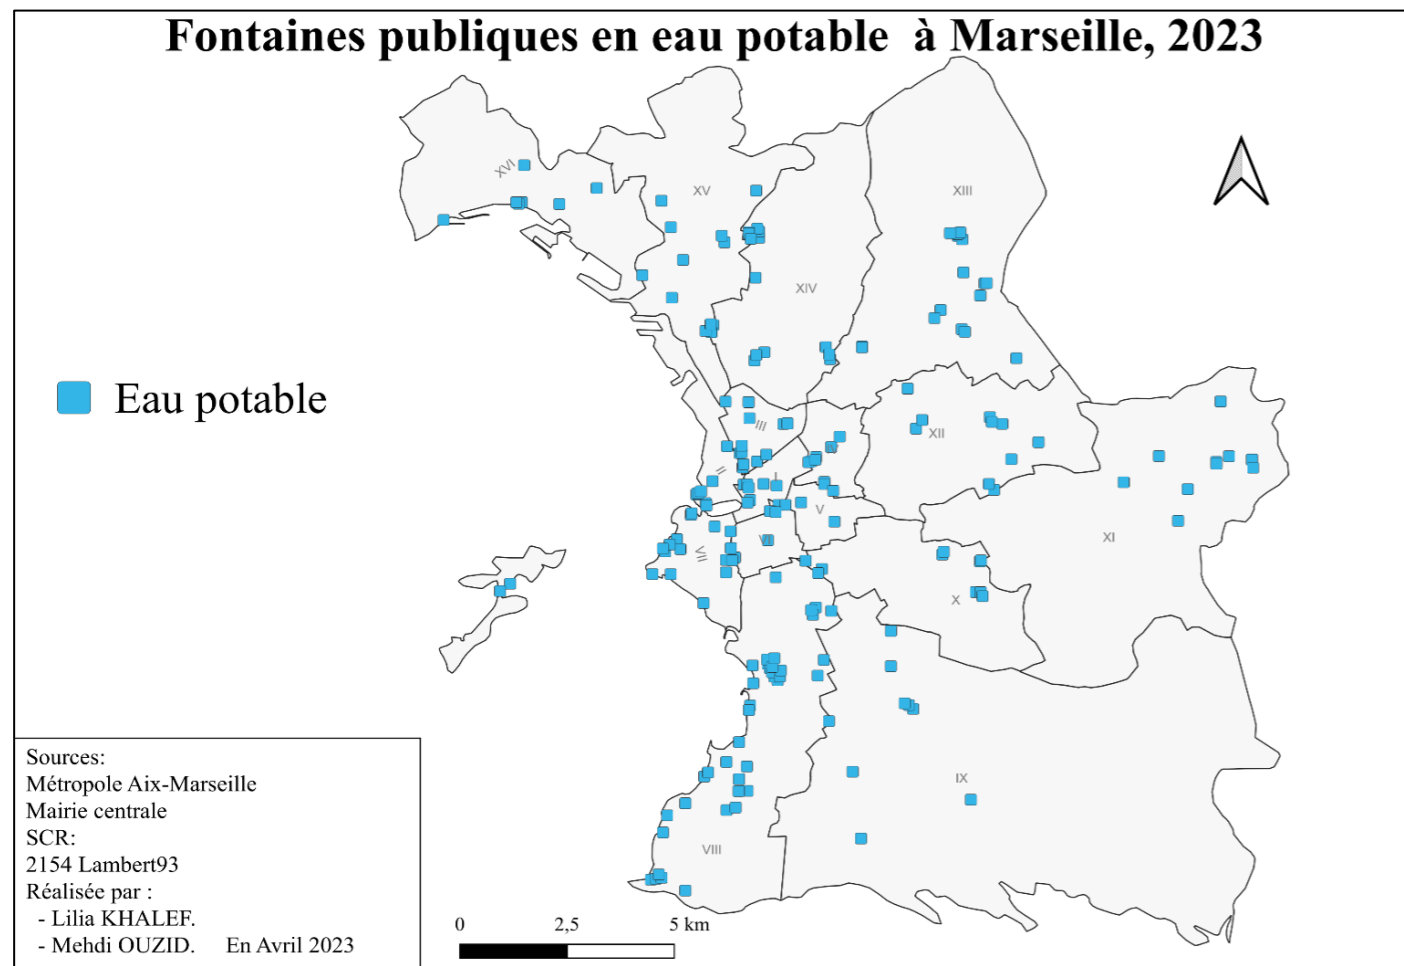 Fontaines publiques en eau potable à Marseille, 2023
XVI
XV
XIII
XIV
Eau potable
III
XII
IV
II
I
V
XI
VI
VII
X
IX
VIII
Sources:
Métropole Aix-Marseille
Mairie centrale
SCR:
2154 Lambert93
Réalisée par :
- Lilia KHALEF.
- Mehdi OUZID. En Avril 2023
0 2,5 5 km